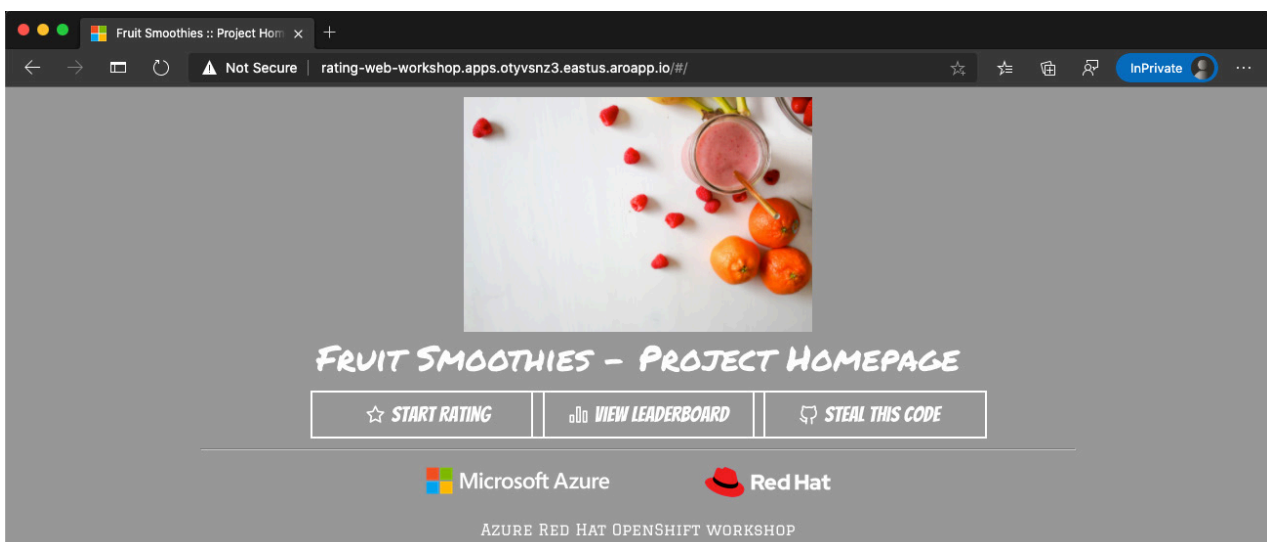 Fruit Smoothies :: Project Hom
Not Secure rating-web-workshop.apps.otyvsnz3.eastus.aroapp.io/#/ InPrivate
FRUIT SMOOTHIES - PROJECT HOMEPAGE
START RATING VIEW LEADERBOARD STEAL THIS CODE
Microsoft Azure Red Hat
AZURE RED HAT OPENSHIFT WORKSHOP